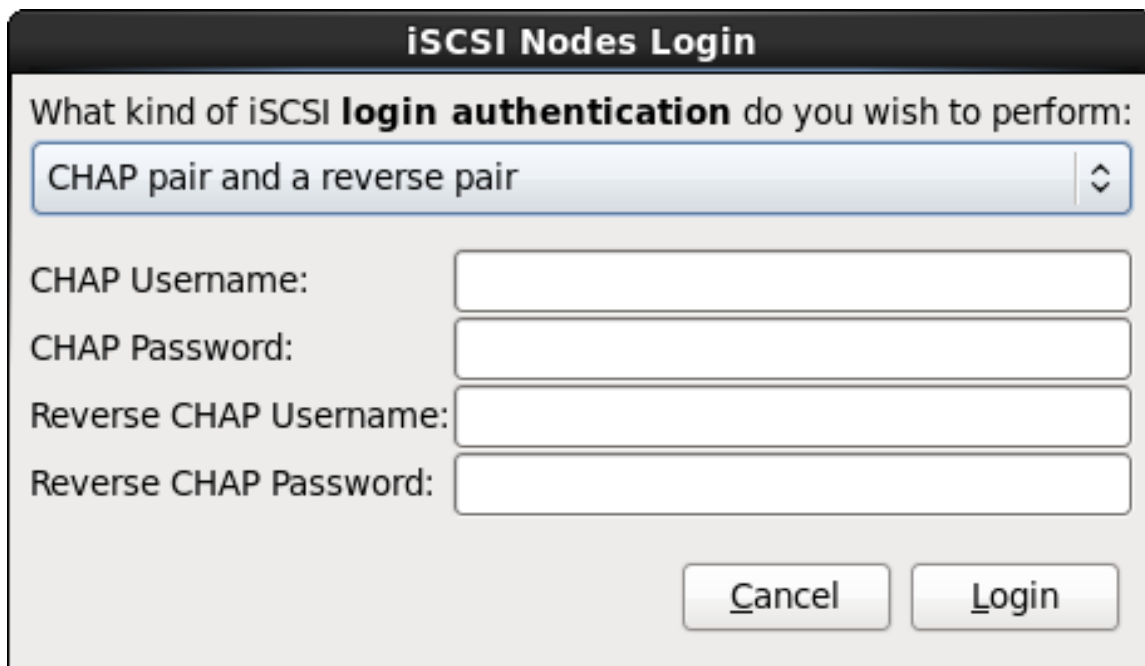 iSCSI Nodes Login
What kind of iSCSI login authentication do you wish to perform:
CHAP pair and a reverse pair
CHAP Username:
CHAP Password:
Reverse CHAP Username:
Reverse CHAP Password:
Cancel Login